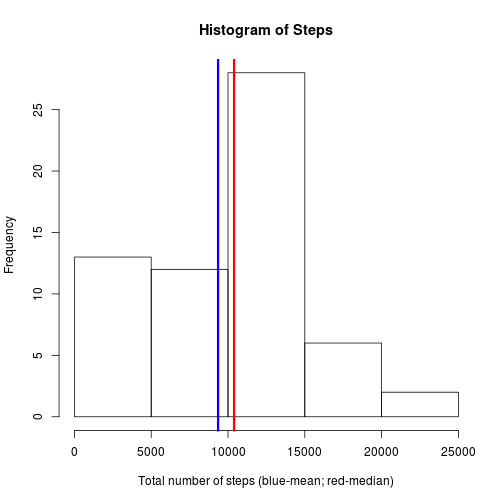 Histogram of Steps
Frequency
25
20
15
10
5
0
0 5000 10000 15000 20000 25000
Total number of steps (blue-mean; red-median)